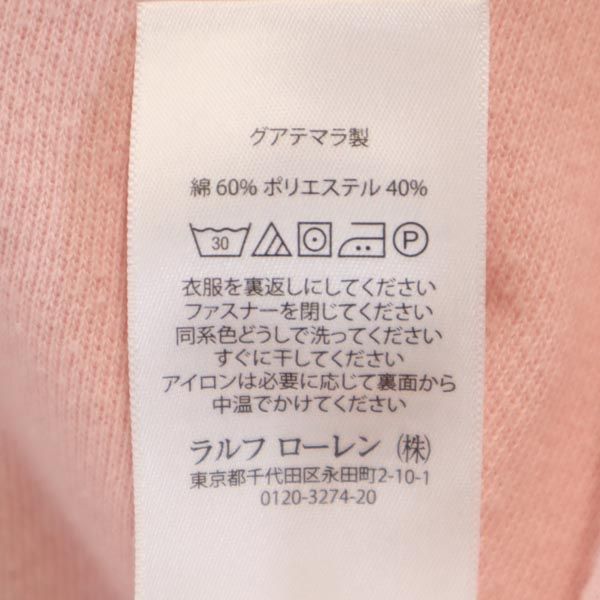 グアテマラ製
綿 60% ポリエステル 40%
30 P
衣服を裏返しにしてください
ファスナーを閉じてください
同系色どうしで洗ってください
すぐに干してください
アイロンは必要に応じて裏面から
中温でかけてください
ラルフ ローレン (株)
東京都千代田区永田町2-10-1
0120-3274-20